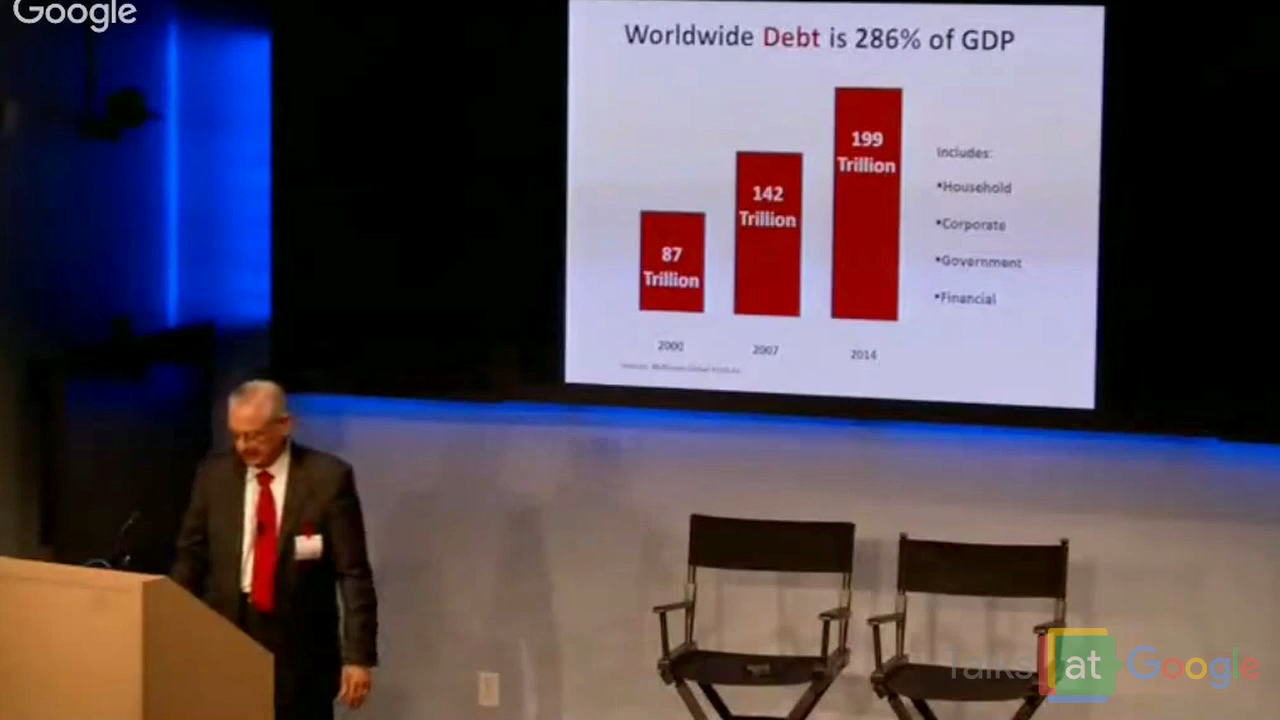 Google
Worldwide Debt is 286% of GDP
199
Trillion
142
Trillion
87
Trillion
Includes:
•Household
•Corporate
•Government
•Financial
2000
2007
2014
Talks at Google